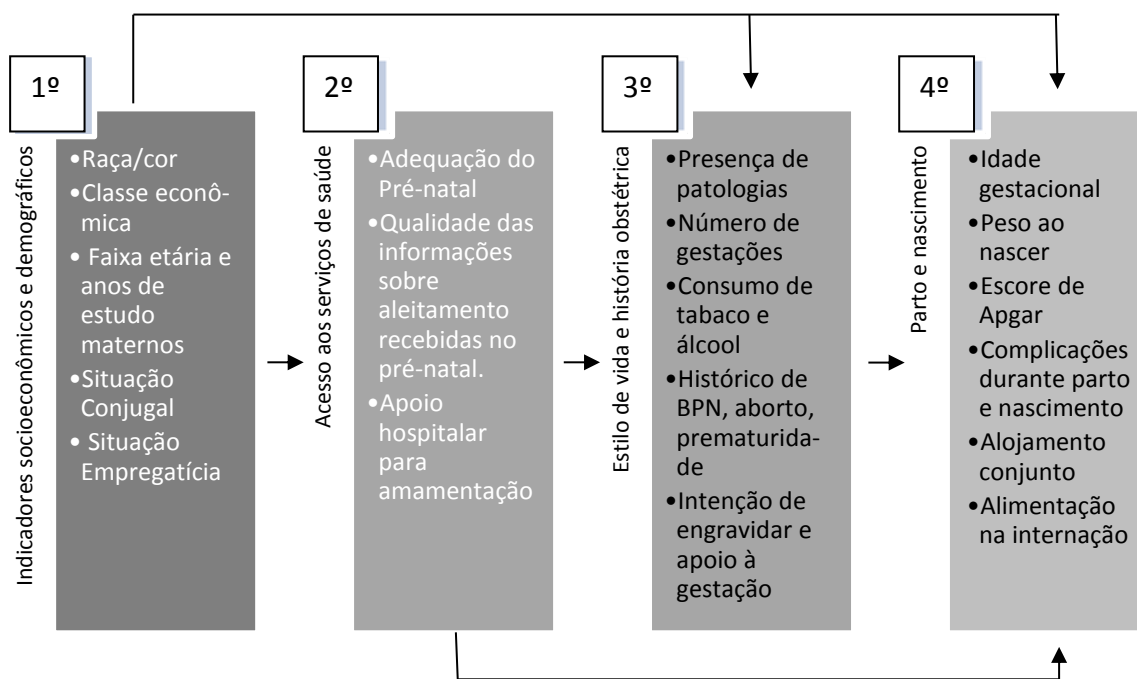 1º
Indicadores socioeconômicos e demográficos
•Raça/cor
•Classe econô-
mica
• Faixa etária e
anos de
estudo
maternos
•Situação
Conjugal
• Situação
Empregatícia
2º
Acesso aos serviços de saúde
•Adequação do
Pré-natal
•Qualidade das
informações
sobre
aleitamento
recebidas no
pré-natal.
•Apoio
hospitalar
para
amamentação
3º
Estilo de vida e história obstétrica
•Presença de
patologias
•Número de
gestações
•Consumo de
tabaco e
álcool
•Histórico de
BPN, aborto,
prematurida-
de
•Intenção de
engravidar e
apoio à
gestação
4º
Parto e nascimento
•Idade
gestacional
•Peso ao
nascer
•Escore de
Apgar
•Complicações
durante parto
e nascimento
•Alojamento
conjunto
•Alimentação
na internação